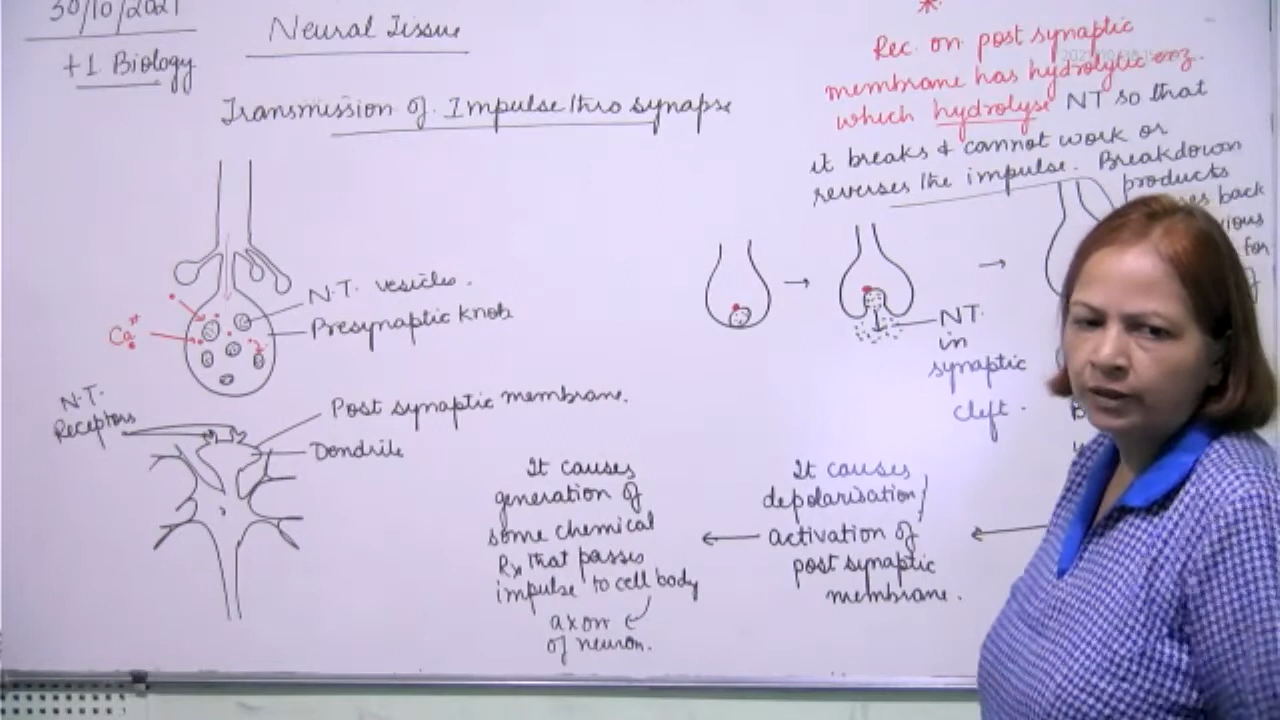 30/10/2021
+1 Biology
Neural Tissue
Transmission of Impulse thro synapse
*
Rec. on post synaptic
membrane has hydrolytic enz.
which hydrolyse NT so that
it breaks & cannot work or
reverses the impulse. Breakdown
products
back
for
N.T. vesicles.
Presynaptic knob
Ca++
N.T.
Receptors
Post synaptic membrane.
Dendrite
NT
in
synaptic
cleft.
It causes
depolarisation/
activation of
post synaptic
membrane.
It causes
generation of
some chemical
Rx that passes
impulse to cell body
axon
of neuron.